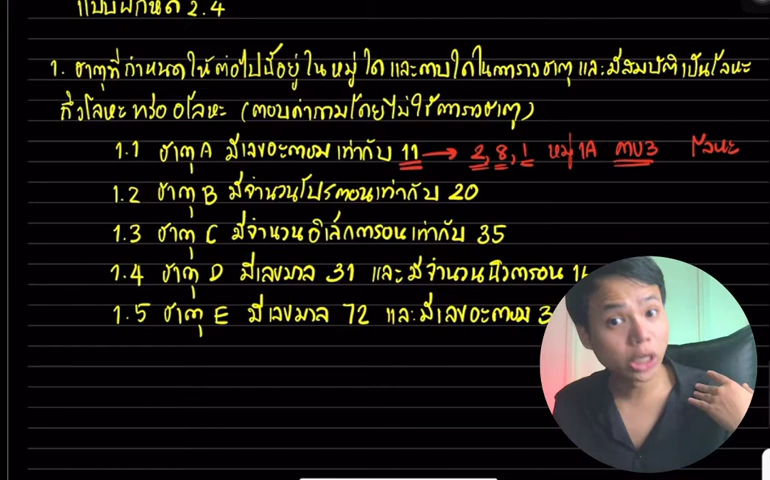 แบบฝึกหัด 2.4
1. ธาตุที่กำหนดให้ต่อไปนี้อยู่ในหมู่ใด และคาบใดในตารางธาตุ และมีสมบัติเป็นโลหะ
กึ่งโลหะ หรือ อโลหะ (ตอบคำถามโดยไม่ใช้ตารางธาตุ)
1.1 ธาตุ A มีเลขอะตอม เท่ากับ 11 → 2, 8, 1 หมู่ 1A คาบ 3 โลหะ
1.2 ธาตุ B มีจำนวนโปรตอนเท่ากับ 20
1.3 ธาตุ C มีจำนวนอิเล็กตรอนเท่ากับ 35
1.4 ธาตุ D มีเลขมวล 31 และมีจำนวนนิวตรอน
1.5 ธาตุ E มีเลขมวล 72 และมีเลขอะตอม